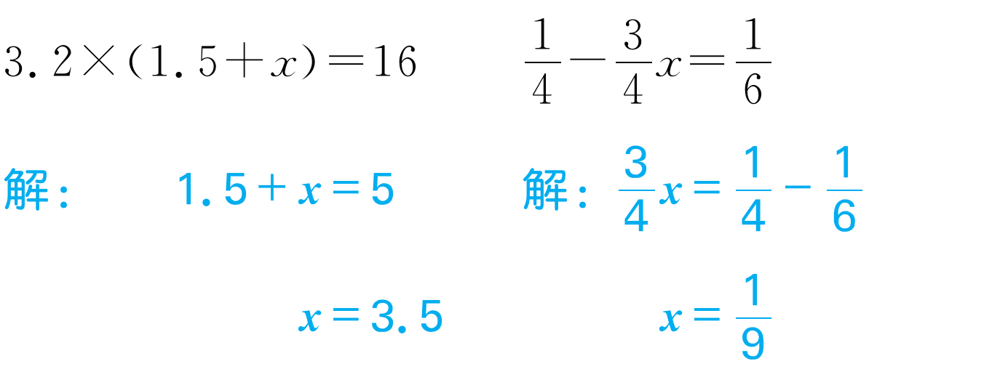 3.2×(1.5+x)=16
解: 1.5+x=5
x=3.5
1/4-3/4x=1/6
解: 3/4x=1/4-1/6
x=1/9